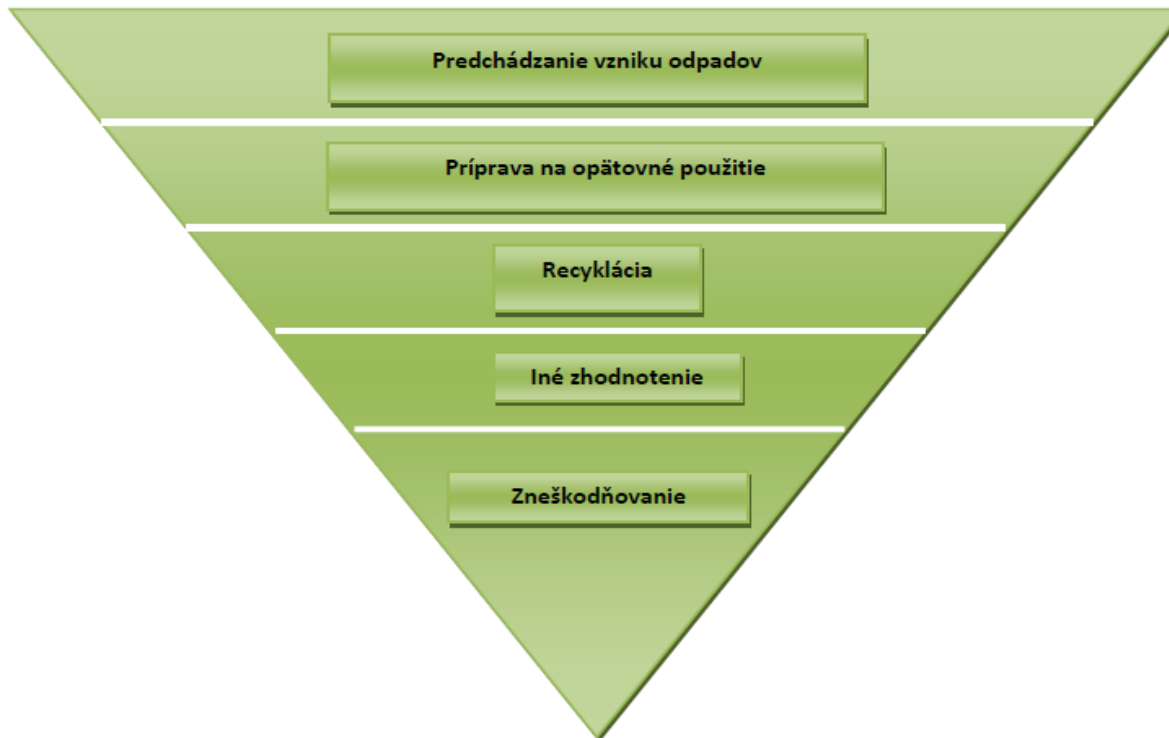 Predchádzanie vzniku odpadov
Príprava na opätovné použitie
Recyklácia
Iné zhodnotenie
Zneškodňovanie